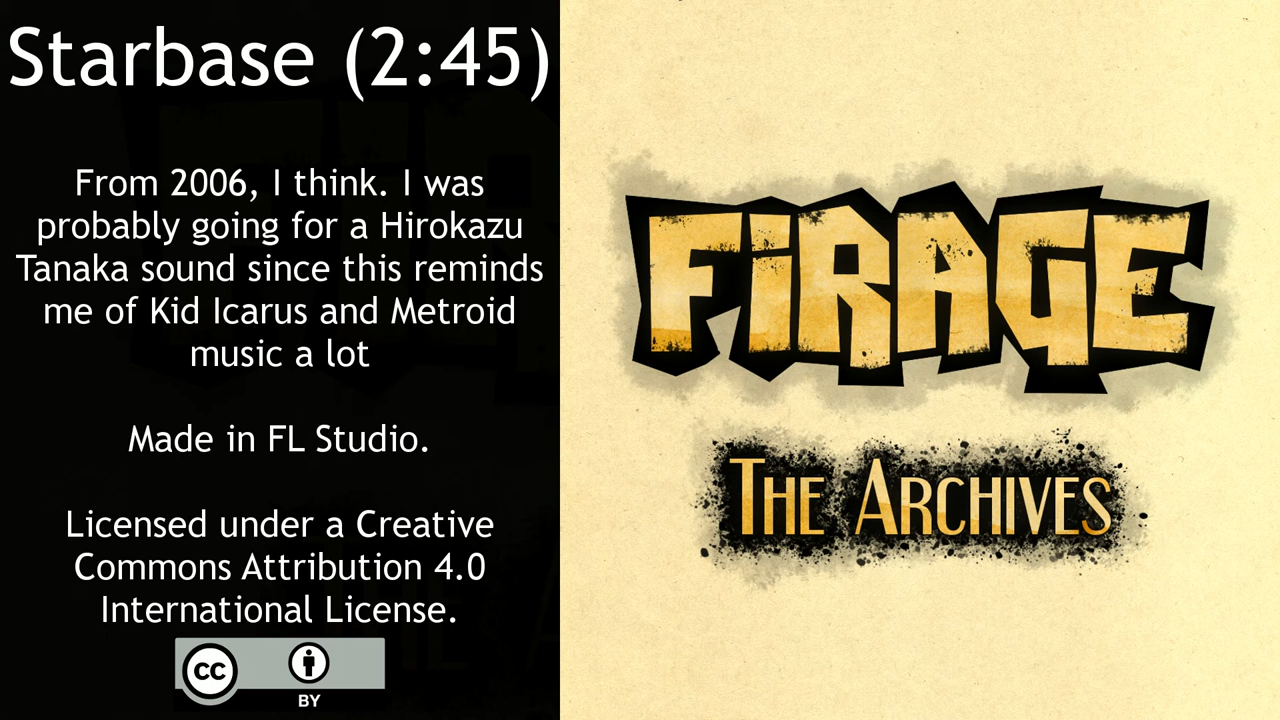 Starbase (2:45)
From 2006, I think. I was
probably going for a Hirokazu
Tanaka sound since this reminds
me of Kid Icarus and Metroid
music a lot
Made in FL Studio.
Licensed under a Creative
Commons Attribution 4.0
International License.
CC
BY
FiRAGE
The Archives